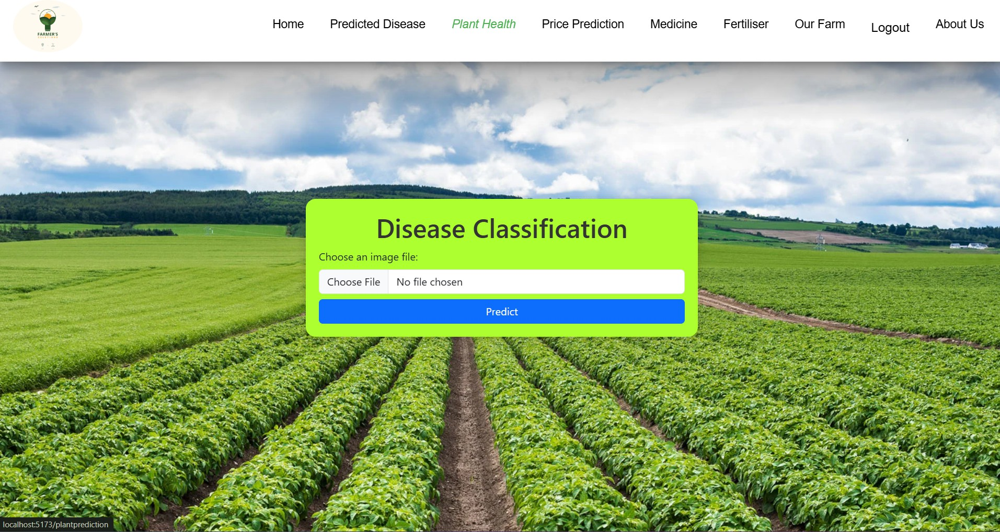 FARMER'S
SOLUTIONS
Home
Predicted Disease
Plant Health
Price Prediction
Medicine
Fertiliser
Our Farm
Logout
About Us
Disease Classification
Choose an image file:
Choose File
No file chosen
Predict
localhost:5173/plantprediction